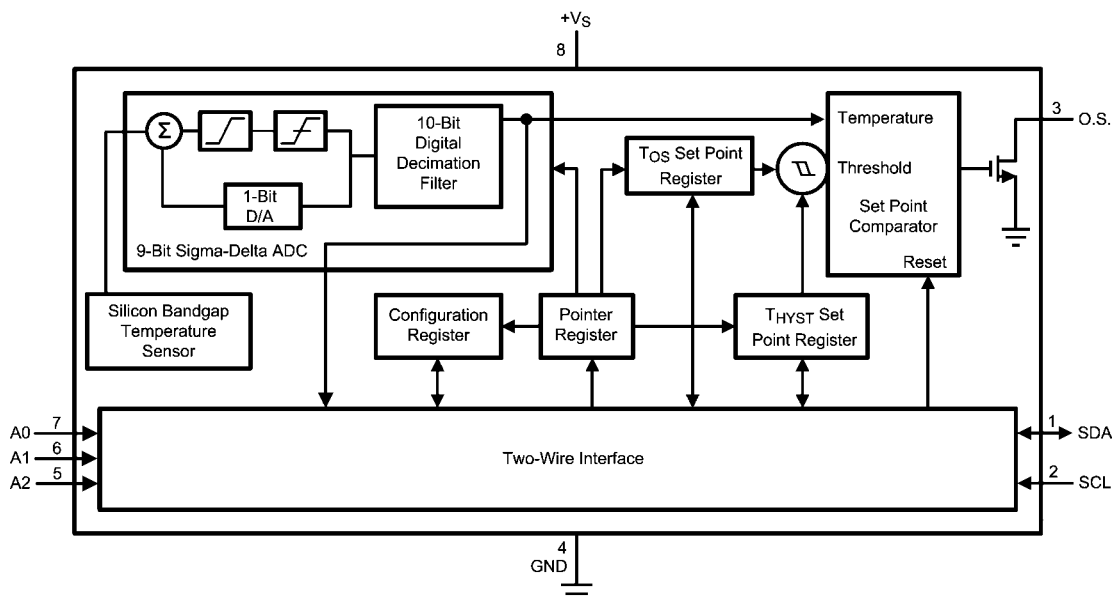 +VS
8
Σ
10-Bit
Digital
Decimation
Filter
1-Bit
D/A
9-Bit Sigma-Delta ADC
TOS Set Point
Register
Temperature
Threshold
Set Point
Comparator
Reset
3
O.S.
Silicon Bandgap
Temperature
Sensor
Configuration
Register
Pointer
Register
THYST Set
Point Register
A0
7
A1
6
A2
5
Two-Wire Interface
1
SDA
2
SCL
4
GND